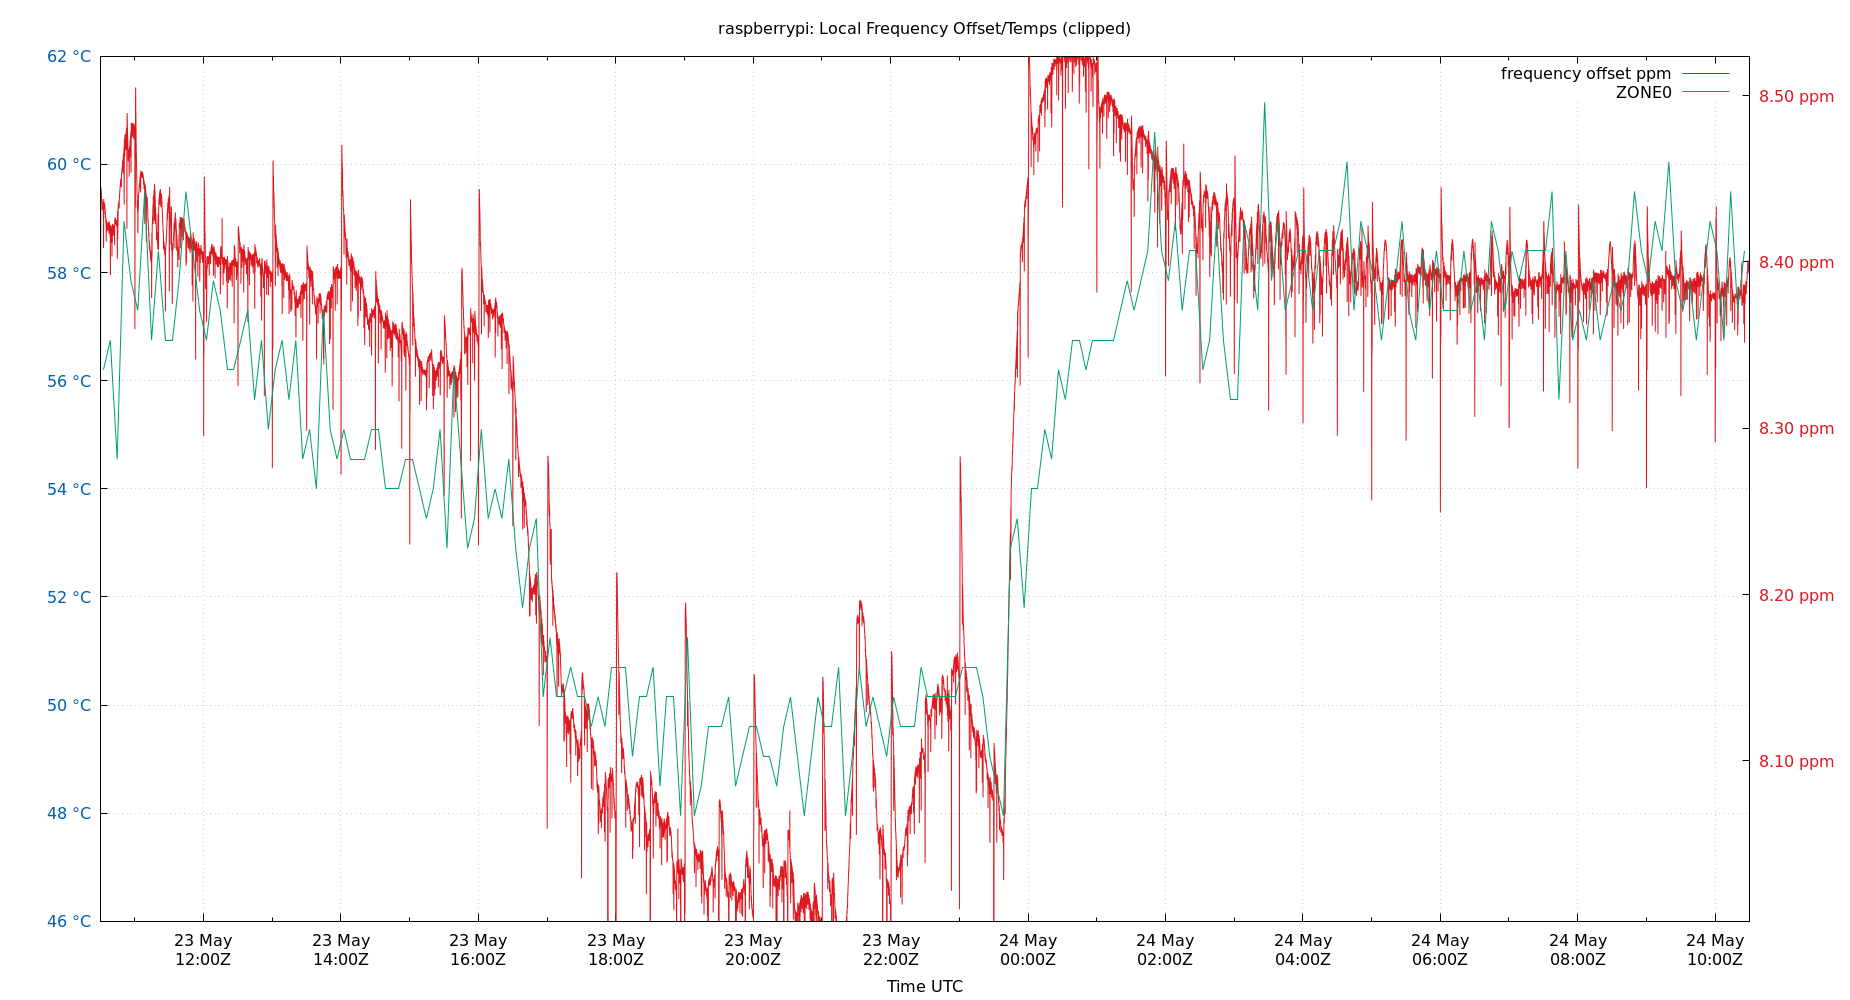 raspberrypi: Local Frequency Offset/Temps (clipped)
62 °C
60 °C
58 °C
56 °C
54 °C
52 °C
50 °C
48 °C
46 °C
frequency offset ppm
ZONE0
8.50 ppm
8.40 ppm
8.30 ppm
8.20 ppm
8.10 ppm
23 May 23 May 23 May 23 May 23 May 23 May 24 May 24 May 24 May 24 May 24 May 24 May
12:00Z 14:00Z 16:00Z 18:00Z 20:00Z 22:00Z 00:00Z 02:00Z 04:00Z 06:00Z 08:00Z 10:00Z
Time UTC